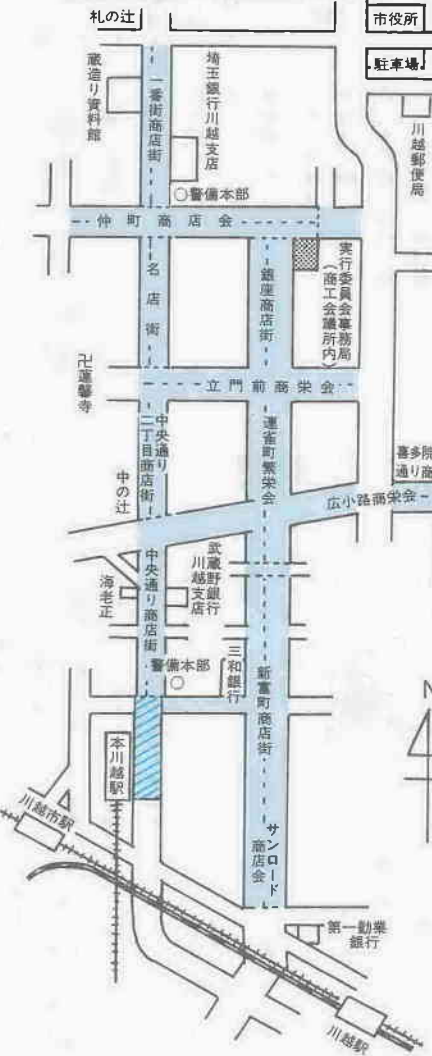 札の辻
市役所
駐車場
蔵造り資料館
一番街商店街
埼玉銀行川越支店
川越郵便局
○警備本部
仲町商店会
名店街
銀座商店街
実行委員会事務局
(商工会議所内)
卍蓮馨寺
立門前商栄会
中央通り
二丁目商店街
連雀町繁栄会
喜多院
通り商
中の辻
広小路商栄会
海老正
中央通り商店街
武蔵野銀行
川越支店
警備本部
○
三和銀行
新富町商店街
N
本川越駅
川越市駅
サンロード
商店会
第一勧業
銀行
川越駅